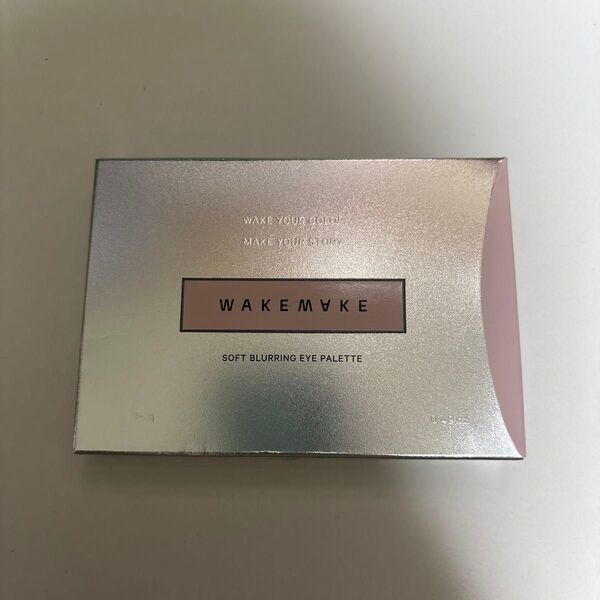 WAKE YOUR COLOR
MAKE YOUR STORY
WAKEMAKE
SOFT BLURRING EYE PALETTE